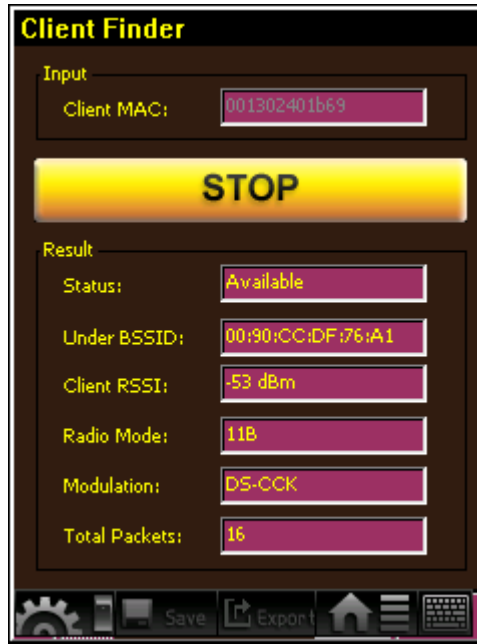 Client Finder
Input
Client MAC: 001302401b69
STOP
Result
Status: Available
Under BSSID: 00:90:CC:DF:76:A1
Client RSSI: -53 dBm
Radio Mode: 11B
Modulation: DS-CCK
Total Packets: 16
Save Export